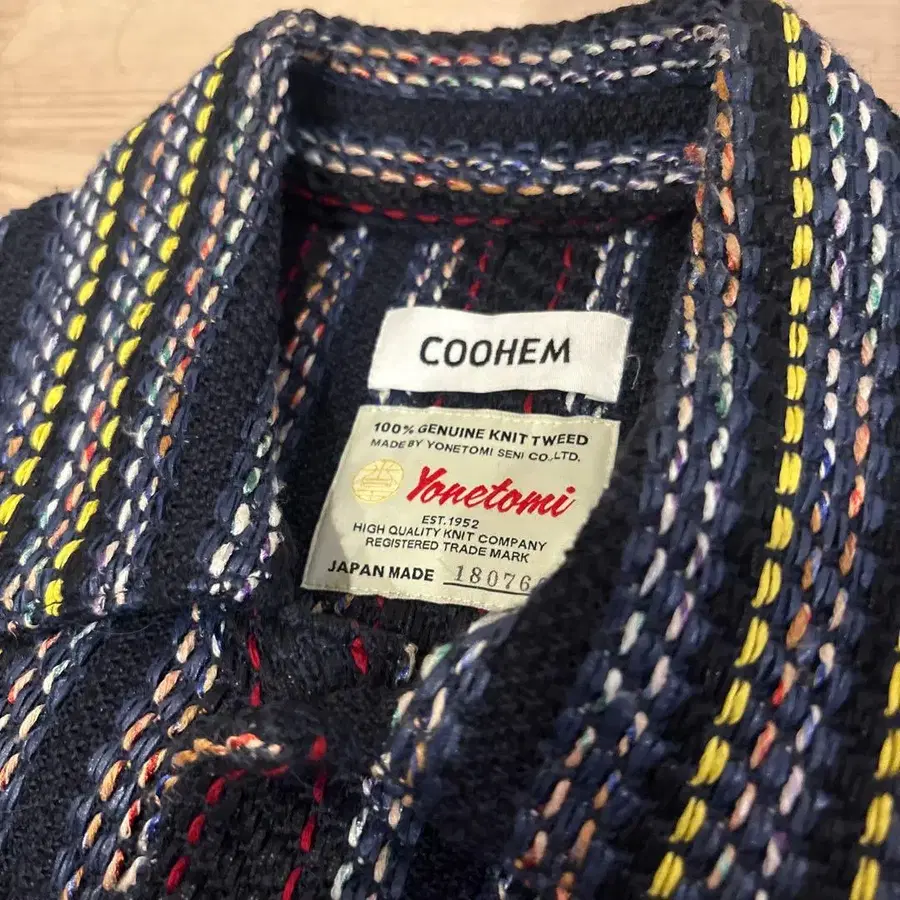 COOHEM
100% GENUINE KNIT TWEED
MADE BY YONETOMI SENI CO.,LTD.
Yonetomi
EST.1952
HIGH QUALITY KNIT COMPANY
REGISTERED TRADE MARK
JAPAN MADE 18076